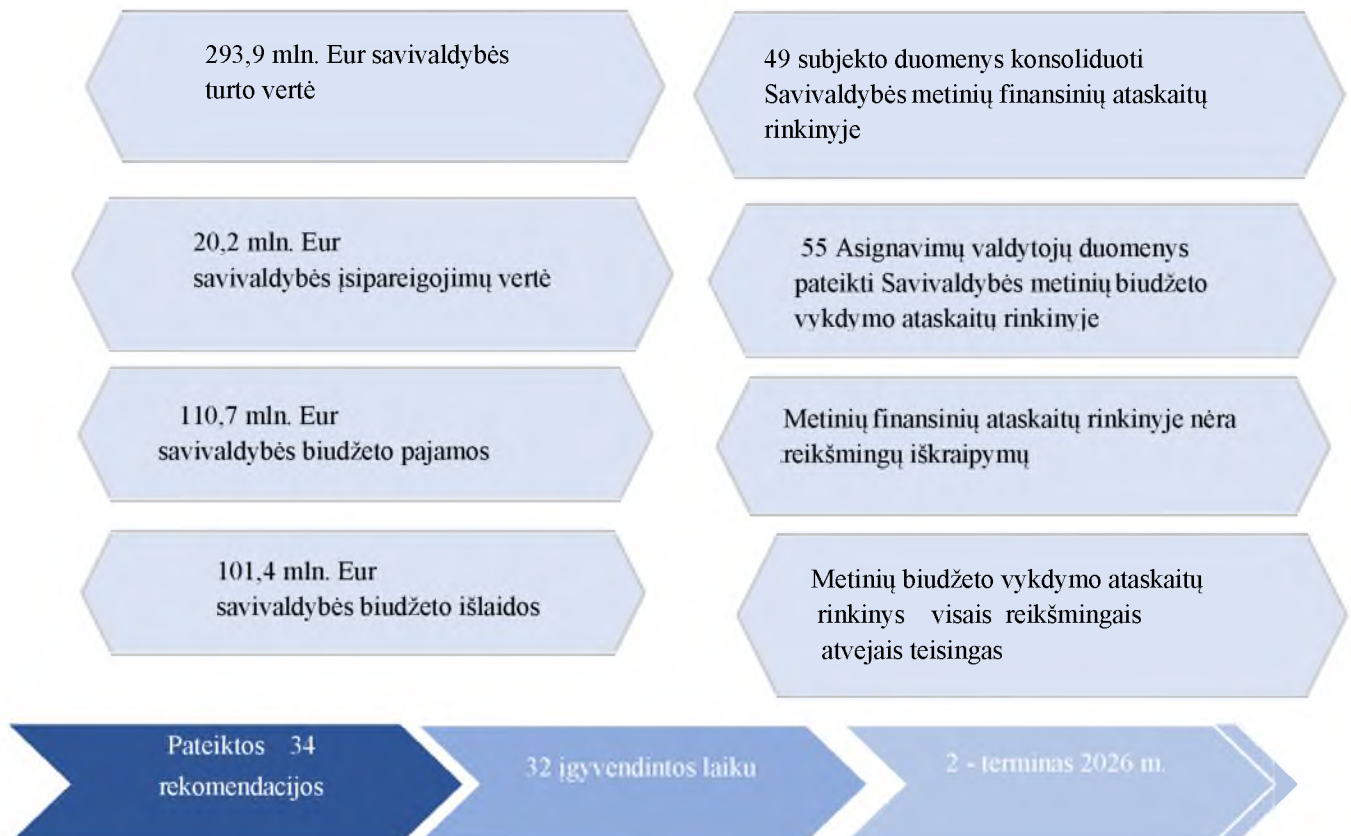 293,9 mln. Eur savivaldybės
turto vertė
20,2 mln. Eur
savivaldybės įsipareigojimų vertė
110,7 mln. Eur
savivaldybės biudžeto pajamos
101,4 mln. Eur
savivaldybės biudžeto išlaidos
49 subjekto duomenys konsoliduoti
Savivaldybės metinių finansinių ataskaitų
rinkinyje
55 Asignavimų valdytojų duomenys
pateikti Savivaldybės metinių biudžeto
vykdymo ataskaitų rinkinyje
Metinių finansinių ataskaitų rinkinyje nėra
reikšmingų iškraipymų
Metinių biudžeto vykdymo ataskaitų
rinkinys visais reikšmingais
atvejais teisingas
Pateiktos 34
rekomendacijos
32 įgyvendintos laiku
2 - terminas 2026 m.